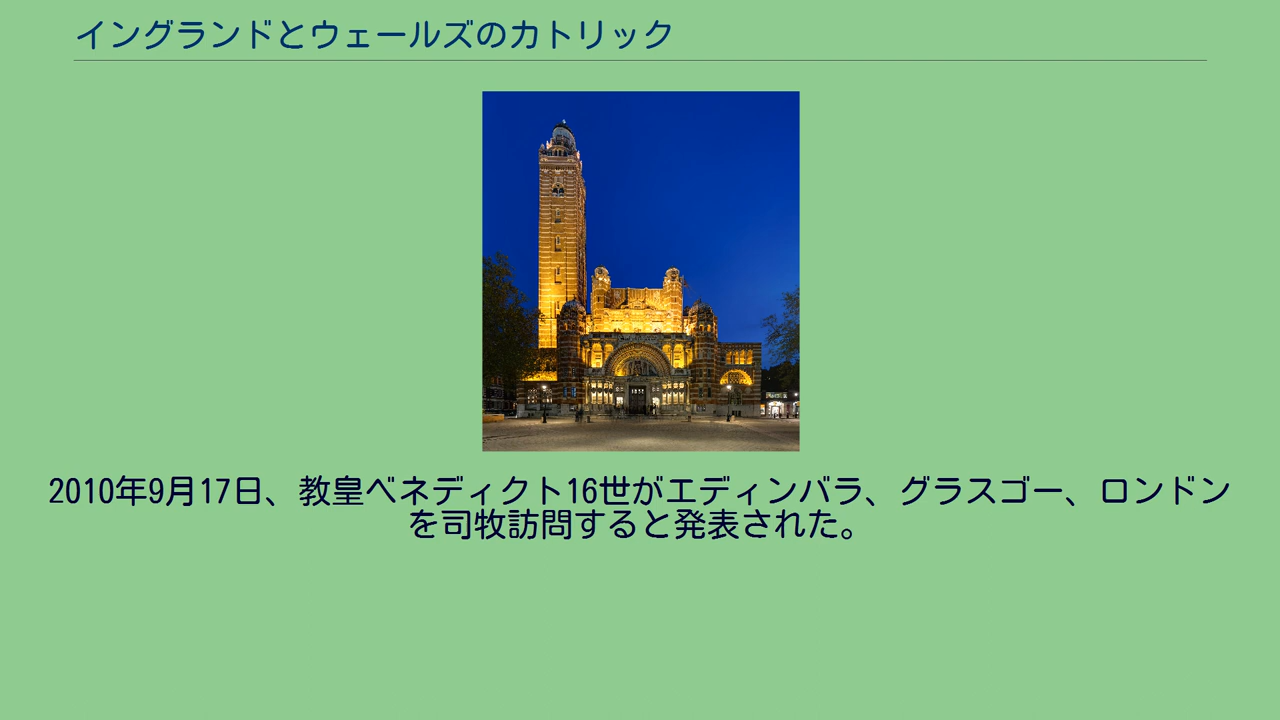 イングランドとウェールズのカトリック
2010年9月17日、教皇ベネディクト16世がエディンバラ、グラスゴー、ロンドン
を司牧訪問すると発表された。